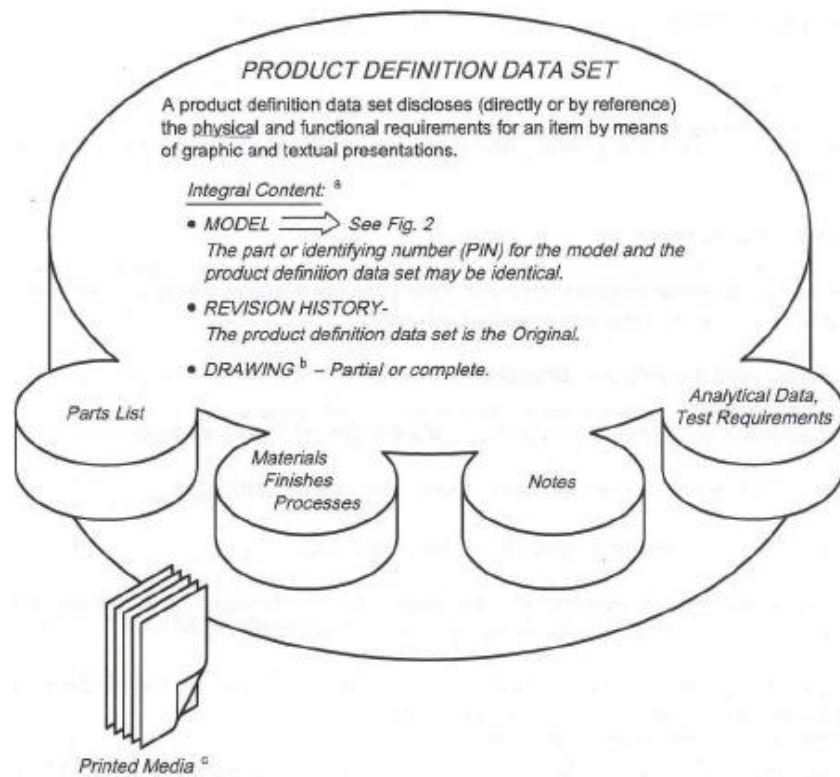 PRODUCT DEFINITION DATA SET
A product definition data set discloses (directly or by reference)
the physical and functional requirements for an item by means
of graphic and textual presentations.
Integral Content: a
• MODEL See Fig. 2
The part or identifying number (PIN) for the model and the
product definition data set may be identical.
• REVISION HISTORY-
The product definition data set is the Original.
• DRAWING b – Partial or complete.
Parts List
Materials
Finishes
Processes
Notes
Analytical Data,
Test Requirements
Printed Media c